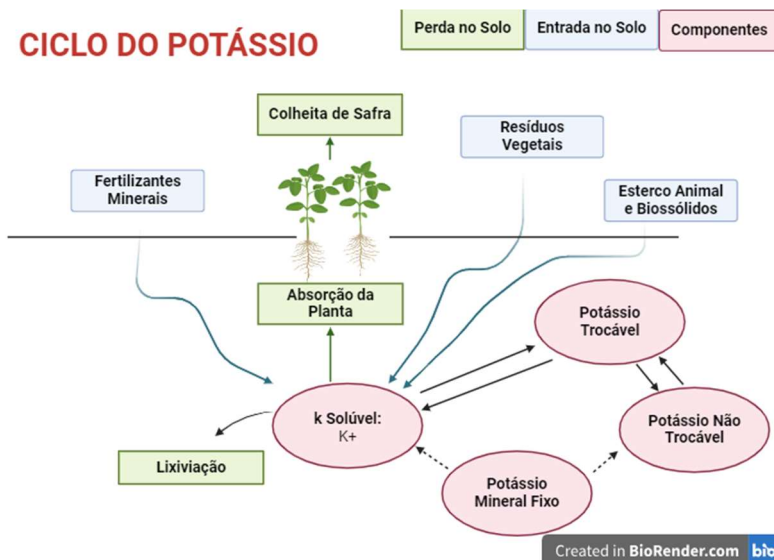 CICLO DO POTÁSSIO
Perda no Solo
Entrada no Solo
Componentes
Colheita de Safra
Resíduos
Vegetais
Fertilizantes
Minerais
Esterco Animal
e Biossólidos
Absorção da
Planta
Potássio
Trocável
k Solúvel:
K+
Potássio Não
Trocável
Lixiviação
Potássio
Mineral Fixo
Created in BioRender.com
bio